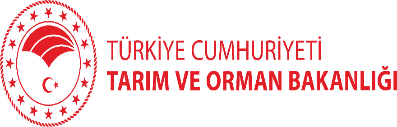 TÜRKİYE CUMHURİYETİ
TARIM VE ORMAN BAKANLIĞI